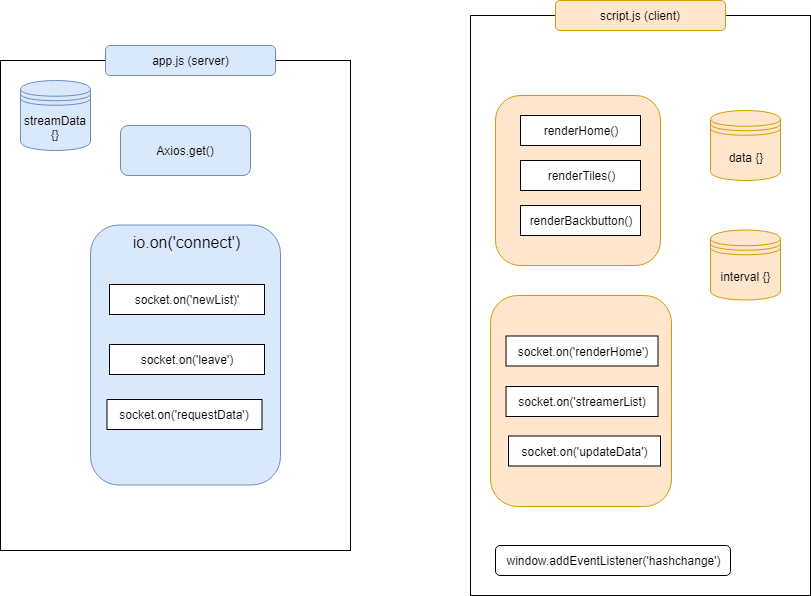 app.js (server)
streamData
{}
Axios.get()
io.on('connect')
socket.on('newList)'
socket.on('leave')
socket.on('requestData')
script.js (client)
renderHome()
renderTiles()
renderBackbutton()
data {}
interval {}
socket.on('renderHome')
socket.on('streamerList)
socket.on('updateData')
window.addEventListener('hashchange')